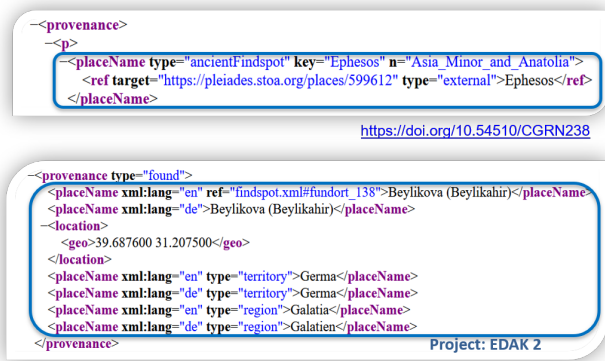 –<provenance>
–<p>
–<placeName type="ancientFindspot" key="Ephesos" n="Asia_Minor_and_Anatolia">
<ref target="https://pleiades.stoa.org/places/599612" type="external">Ephesos</ref>
</placeName>
https://doi.org/10.54510/CGRN238
–<provenance type="found">
<placeName xml:lang="en" ref="findspot.xml#fundort_138">Beylikova (Beylikahir)</placeName>
<placeName xml:lang="de">Beylikova (Beylikahir)</placeName>
–<location>
<geo>39.687600 31.207500</geo>
</location>
<placeName xml:lang="en" type="territory">Germa</placeName>
<placeName xml:lang="de" type="territory">Germa</placeName>
<placeName xml:lang="en" type="region">Galatia</placeName>
<placeName xml:lang="de" type="region">Galatien</placeName>
</provenance>
Project: EDAK 2